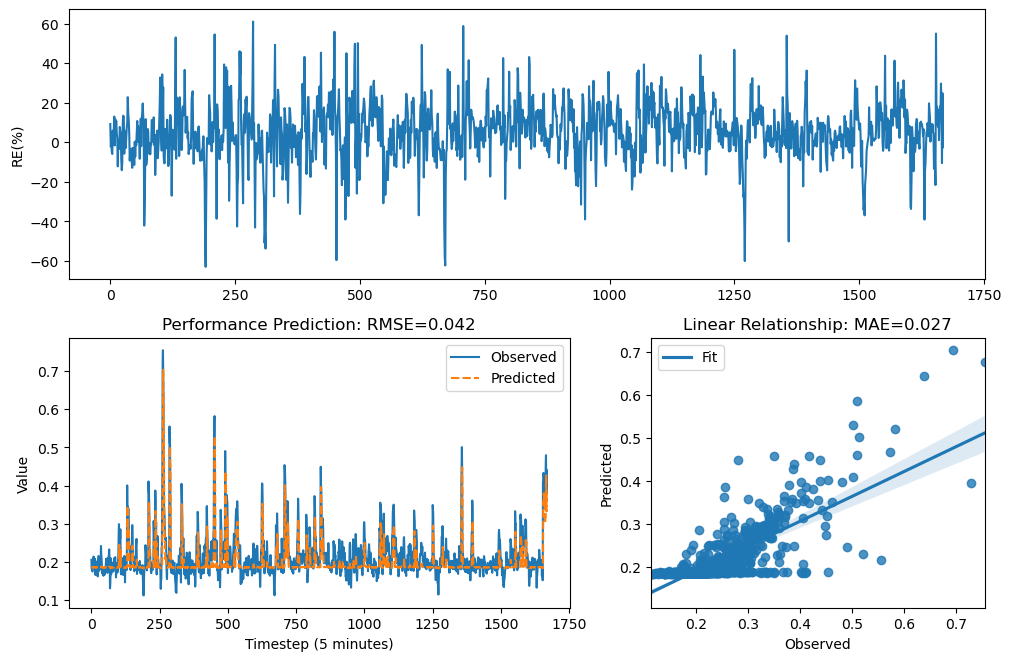 60
40
20
0
−20
−40
−60
RE(%)
0 250 500 750 1000 1250 1500 1750
Performance Prediction: RMSE=0.042
Observed
Predicted
0.7
0.6
0.5
0.4
0.3
0.2
0.1
Value
0 250 500 750 1000 1250 1500 1750
Timestep (5 minutes)
Linear Relationship: MAE=0.027
Fit
0.7
0.6
0.5
0.4
0.3
0.2
Predicted
0.2 0.3 0.4 0.5 0.6 0.7
Observed